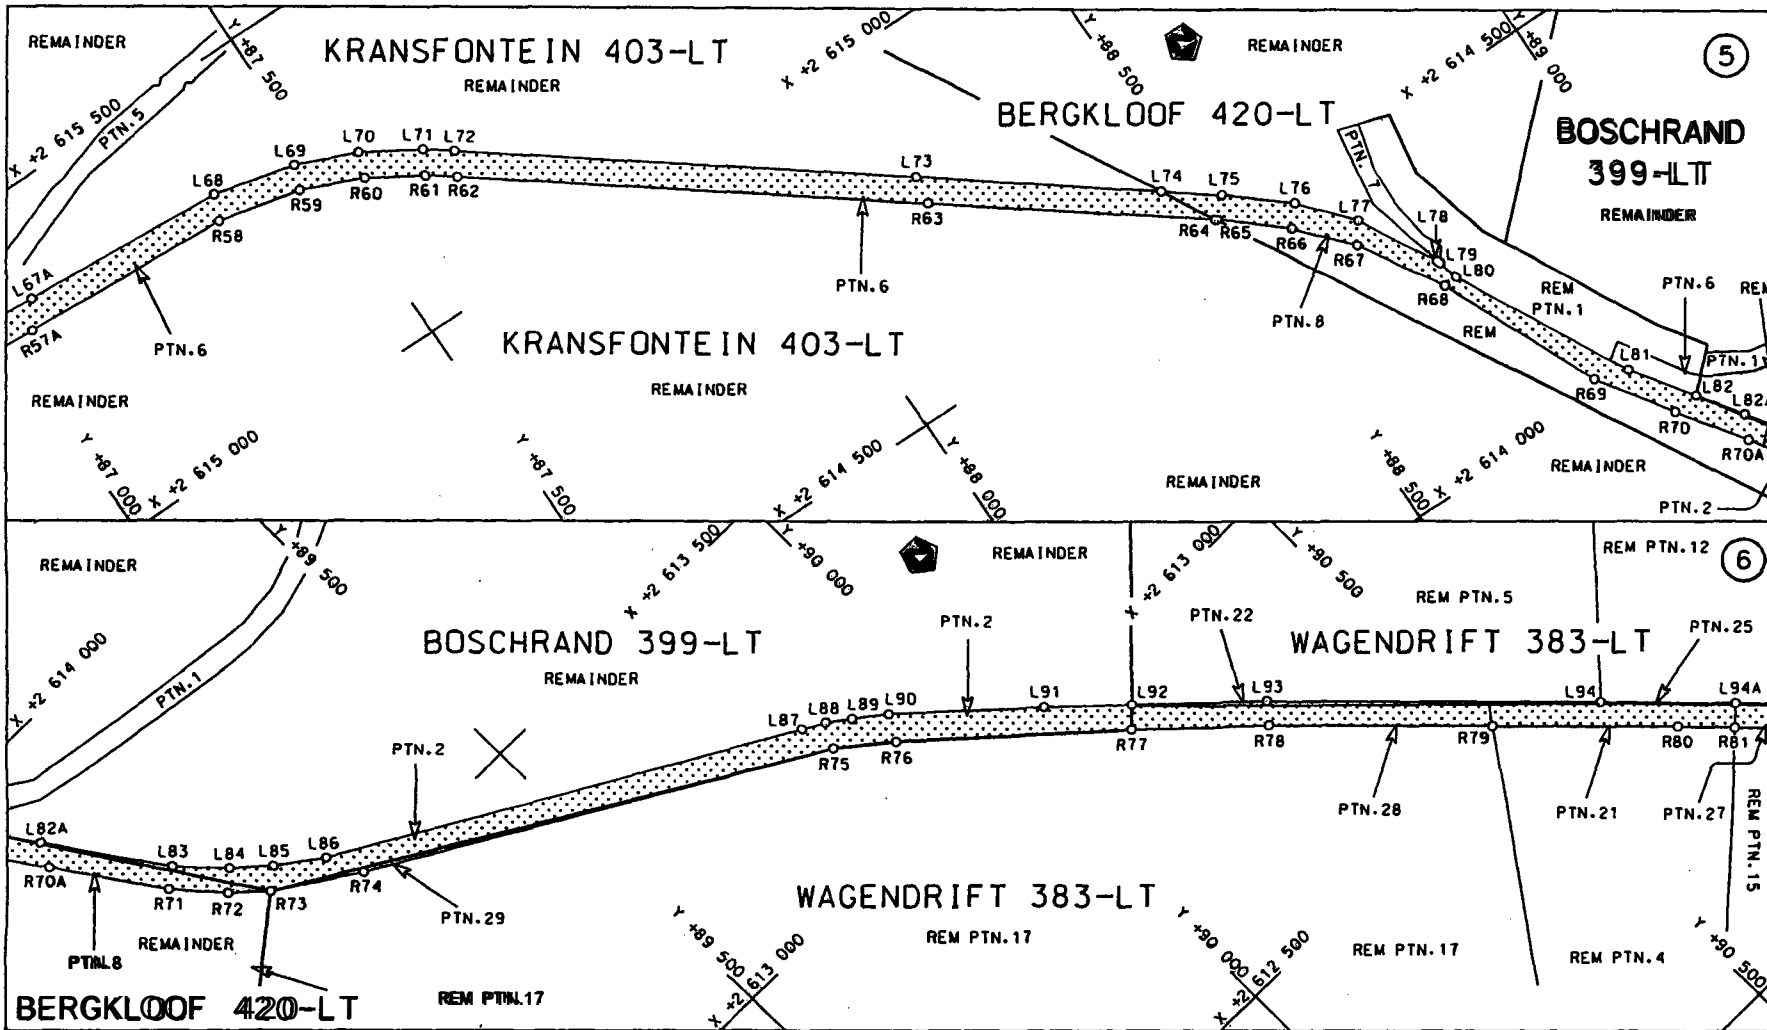 REMAINDER
Y +87 500
KRANSFONTEIN 403-LT
REMAINDER
X +2 615 000
Y +88 500
REMAINDER
X +2 614 500
Y +89 000
5
X +2 615 500
PTN.5
BERGKLOOF 420-LT
BOSCHRAND
399-LT
REMAINDER
PTN. 7
L67A
L68
L69
L70
L71
L72
L73
L74
L75
L76
L77
L78
L79
L80
L81
L82
L82A
R57A
R58
R59
R60
R61
R62
R63
R64
R65
R66
R67
R68
R69
R70
R70A
PTN.6
PTN.6
PTN.8
REM
REM
PTN.1
PTN.6
REM
PTN.1
KRANSFONTEIN 403-LT
REMAINDER
REMAINDER
Y +87 000
X +2 615 000
Y +87 500
X +2 614 500
Y +88 000
REMAINDER
Y +88 500
X +2 614 000
REMAINDER
PTN.2
REMAINDER
Y +89 500
X +2 613 500
Y +90 000
REMAINDER
X +2 613 000
Y +90 500
REM PTN.12
6
REM PTN.5
X +2 614 000
PTN.1
BOSCHRAND 399-LT
REMAINDER
PTN.2
PTN.22
WAGENDRIFT 383-LT
PTN.25
PTN.2
L82A
L83
L84
L85
L86
L87
L88
L89
L90
L91
L92
L93
L94
L94A
R70A
R71
R72
R73
R74
R75
R76
R77
R78
R79
R80
R81
PTN.28
PTN.21
PTN.27
REM PTN.15
PTN.8
REMAINDER
PTN.29
WAGENDRIFT 383-LT
REM PTN.17
BERGKLOOF 420-LT
REM PTN.17
Y +89 500
X +2 613 000
Y +90 000
X +2 612 500
REM PTN.17
REM PTN.4
Y +90 500